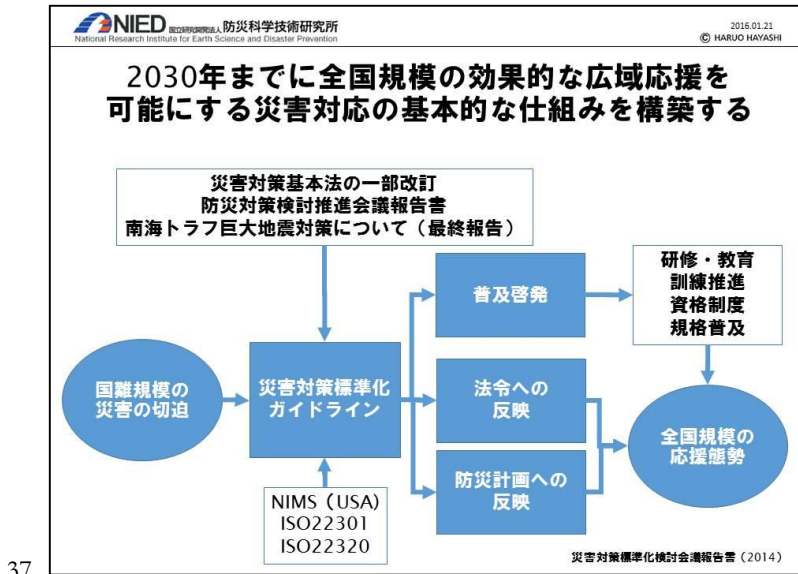 NIED 国立研究開発法人 防災科学技術研究所
National Research Institute for Earth Science and Disaster Prevention
2016.01.21
© HARUO HAYASHI
2030年までに全国規模の効果的な広域応援を
可能にする災害対応の基本的な仕組みを構築する
災害対策基本法の一部改訂
防災対策検討推進会議報告書
南海トラフ巨大地震対策について（最終報告）
普及啓発
研修・教育
訓練推進
資格制度
規格普及
国難規模の
災害の切迫
災害対策標準化
ガイドライン
法令への
反映
防災計画への
反映
全国規模の
応援態勢
NIMS（USA）
ISO22301
ISO22320
災害対策標準化検討会議報告書（2014）
37